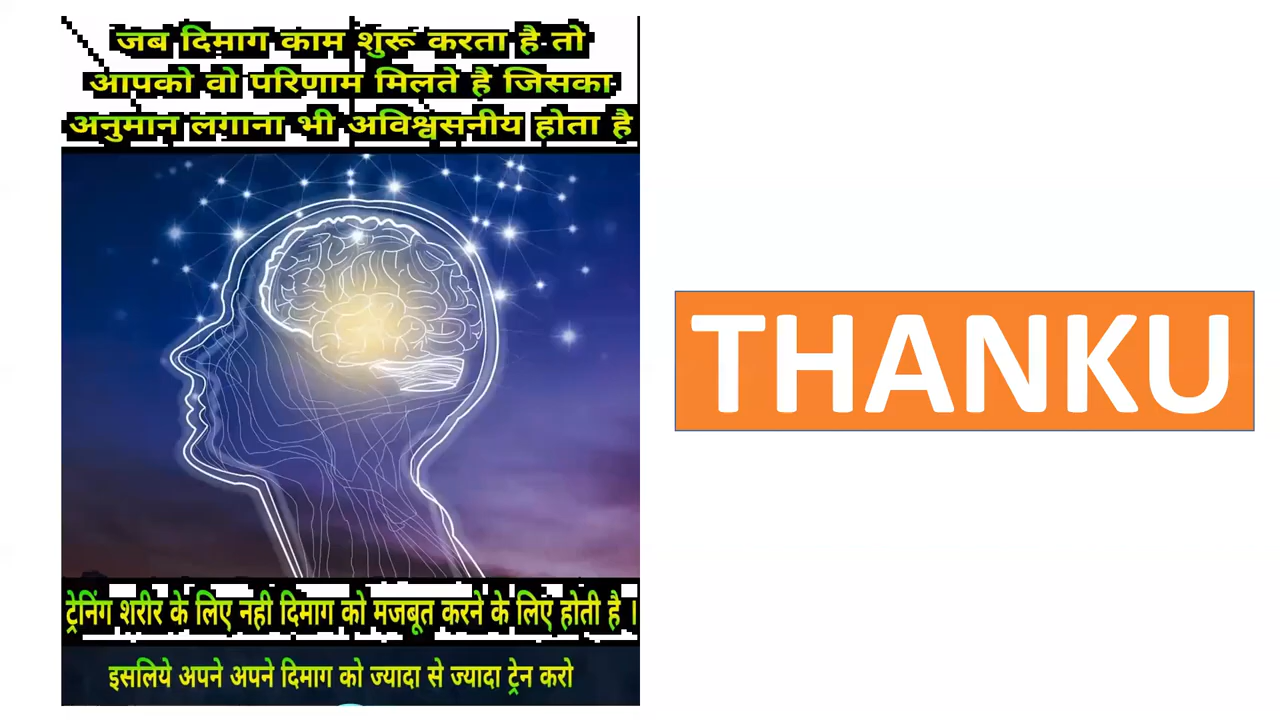 जब दिमाग काम शुरू करता है तो
आपको वो परिणाम मिलते है जिसका
अनुमान लगाना भी अविश्वसनीय होता है
ट्रेनिंग शरीर के लिए नही दिमाग को मजबूत करने के लिए होती है ।
इसलिये अपने अपने दिमाग को ज्यादा से ज्यादा ट्रेन करो
THANKU